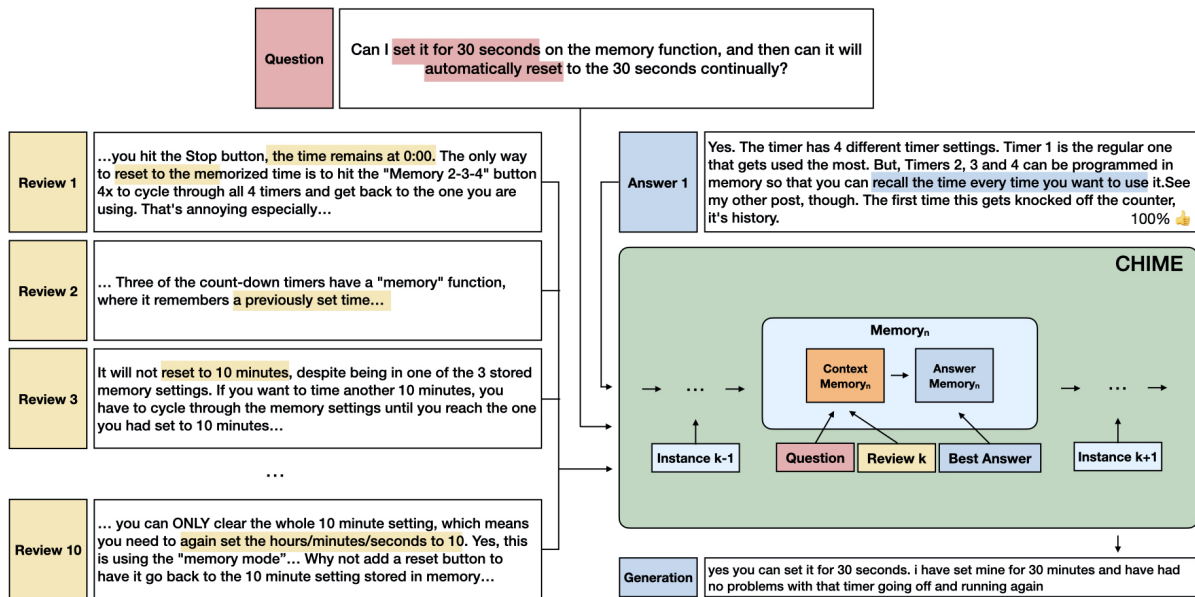 Question
Can I set it for 30 seconds on the memory function, and then can it will
automatically reset to the 30 seconds continually?
Review 1
…you hit the Stop button, the time remains at 0:00. The only way
to reset to the memorized time is to hit the "Memory 2-3-4" button
4x to cycle through all 4 timers and get back to the one you are
using. That's annoying especially…
Review 2
… Three of the count-down timers have a "memory" function,
where it remembers a previously set time…
Review 3
It will not reset to 10 minutes, despite being in one of the 3 stored
memory settings. If you want to time another 10 minutes, you
have to cycle through the memory settings until you reach the one
you had set to 10 minutes…
…
Review 10
… you can ONLY clear the whole 10 minute setting, which means
you need to again set the hours/minutes/seconds to 10. Yes, this
is using the "memory mode"… Why not add a reset button to
have it go back to the 10 minute setting stored in memory…
Answer 1
Yes. The timer has 4 different timer settings. Timer 1 is the regular one
that gets used the most. But, Timers 2, 3 and 4 can be programmed in
memory so that you can recall the time every time you want to use it.See
my other post, though. The first time this gets knocked off the counter,
it's history.
100% 👍
CHIME
Memoryn
Context
Memoryn
Answer
Memoryn
…
…
Instance k-1
Question
Review k
Best Answer
Instance k+1
Generation
yes you can set it for 30 seconds. i have set mine for 30 minutes and have had
no problems with that timer going off and running again